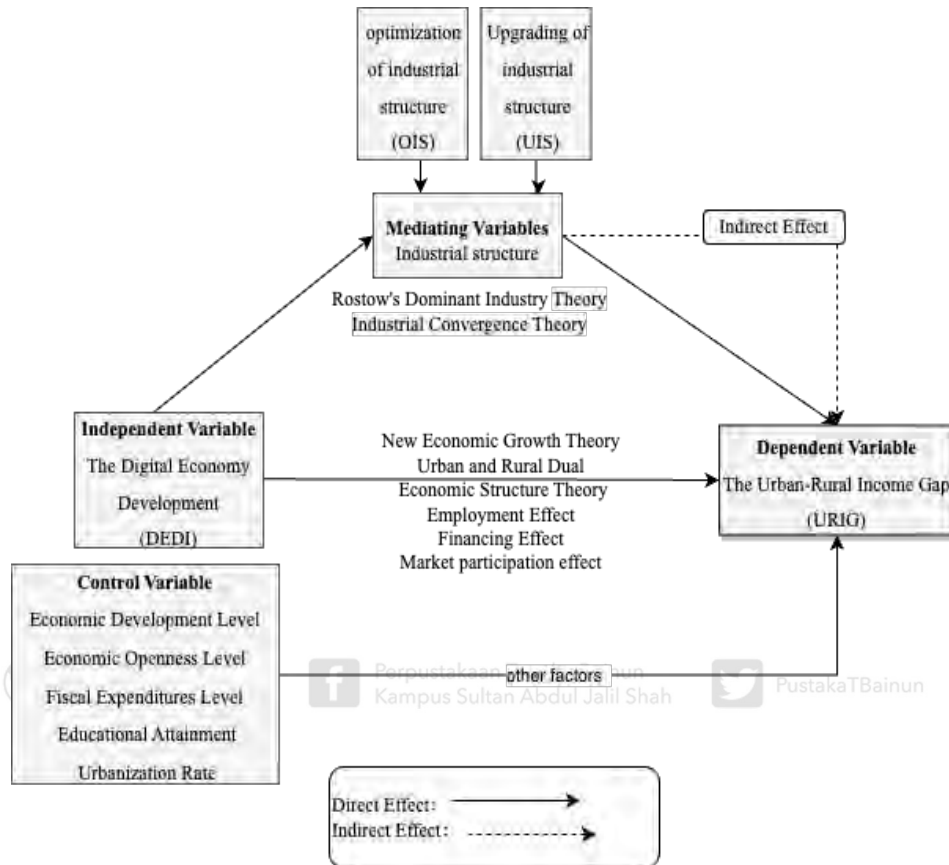 optimization
of industrial
structure
(OIS)
Upgrading of
industrial
structure
(UIS)
Mediating Variables
Industrial structure
Indirect Effect
Rostow's Dominant Industry Theory
Industrial Convergence Theory
Independent Variable
The Digital Economy
Development
(DEDI)
New Economic Growth Theory
Urban and Rural Dual
Economic Structure Theory
Employment Effect
Financing Effect
Market participation effect
Dependent Variable
The Urban-Rural Income Gap
(URIG)
Control Variable
Economic Development Level
Economic Openness Level
Fiscal Expenditures Level
Educational Attainment
Urbanization Rate
other factors
Perpustakaan
Kampus Sultan Abdul Jalil Shah
PustakaTBainun
Direct Effect:
Indirect Effect: